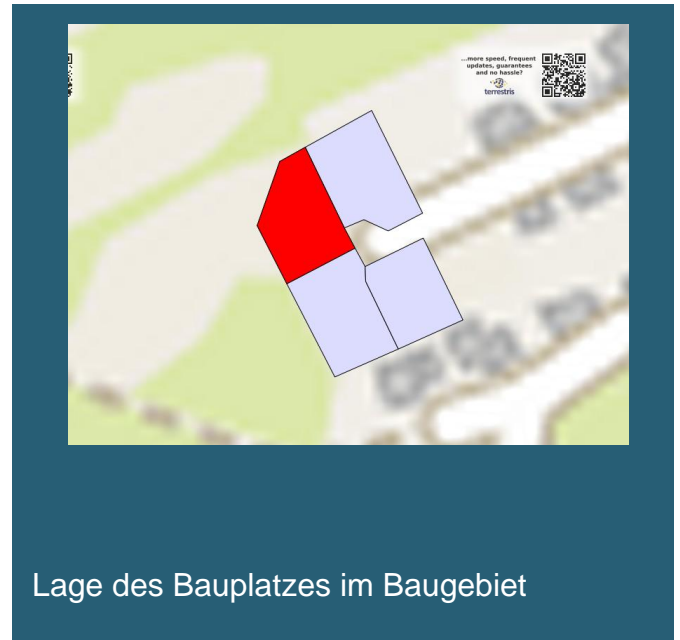 ...more speed, frequent
updates, guarantees
and no hassle?
terrestris
Lage des Bauplatzes im Baugebiet